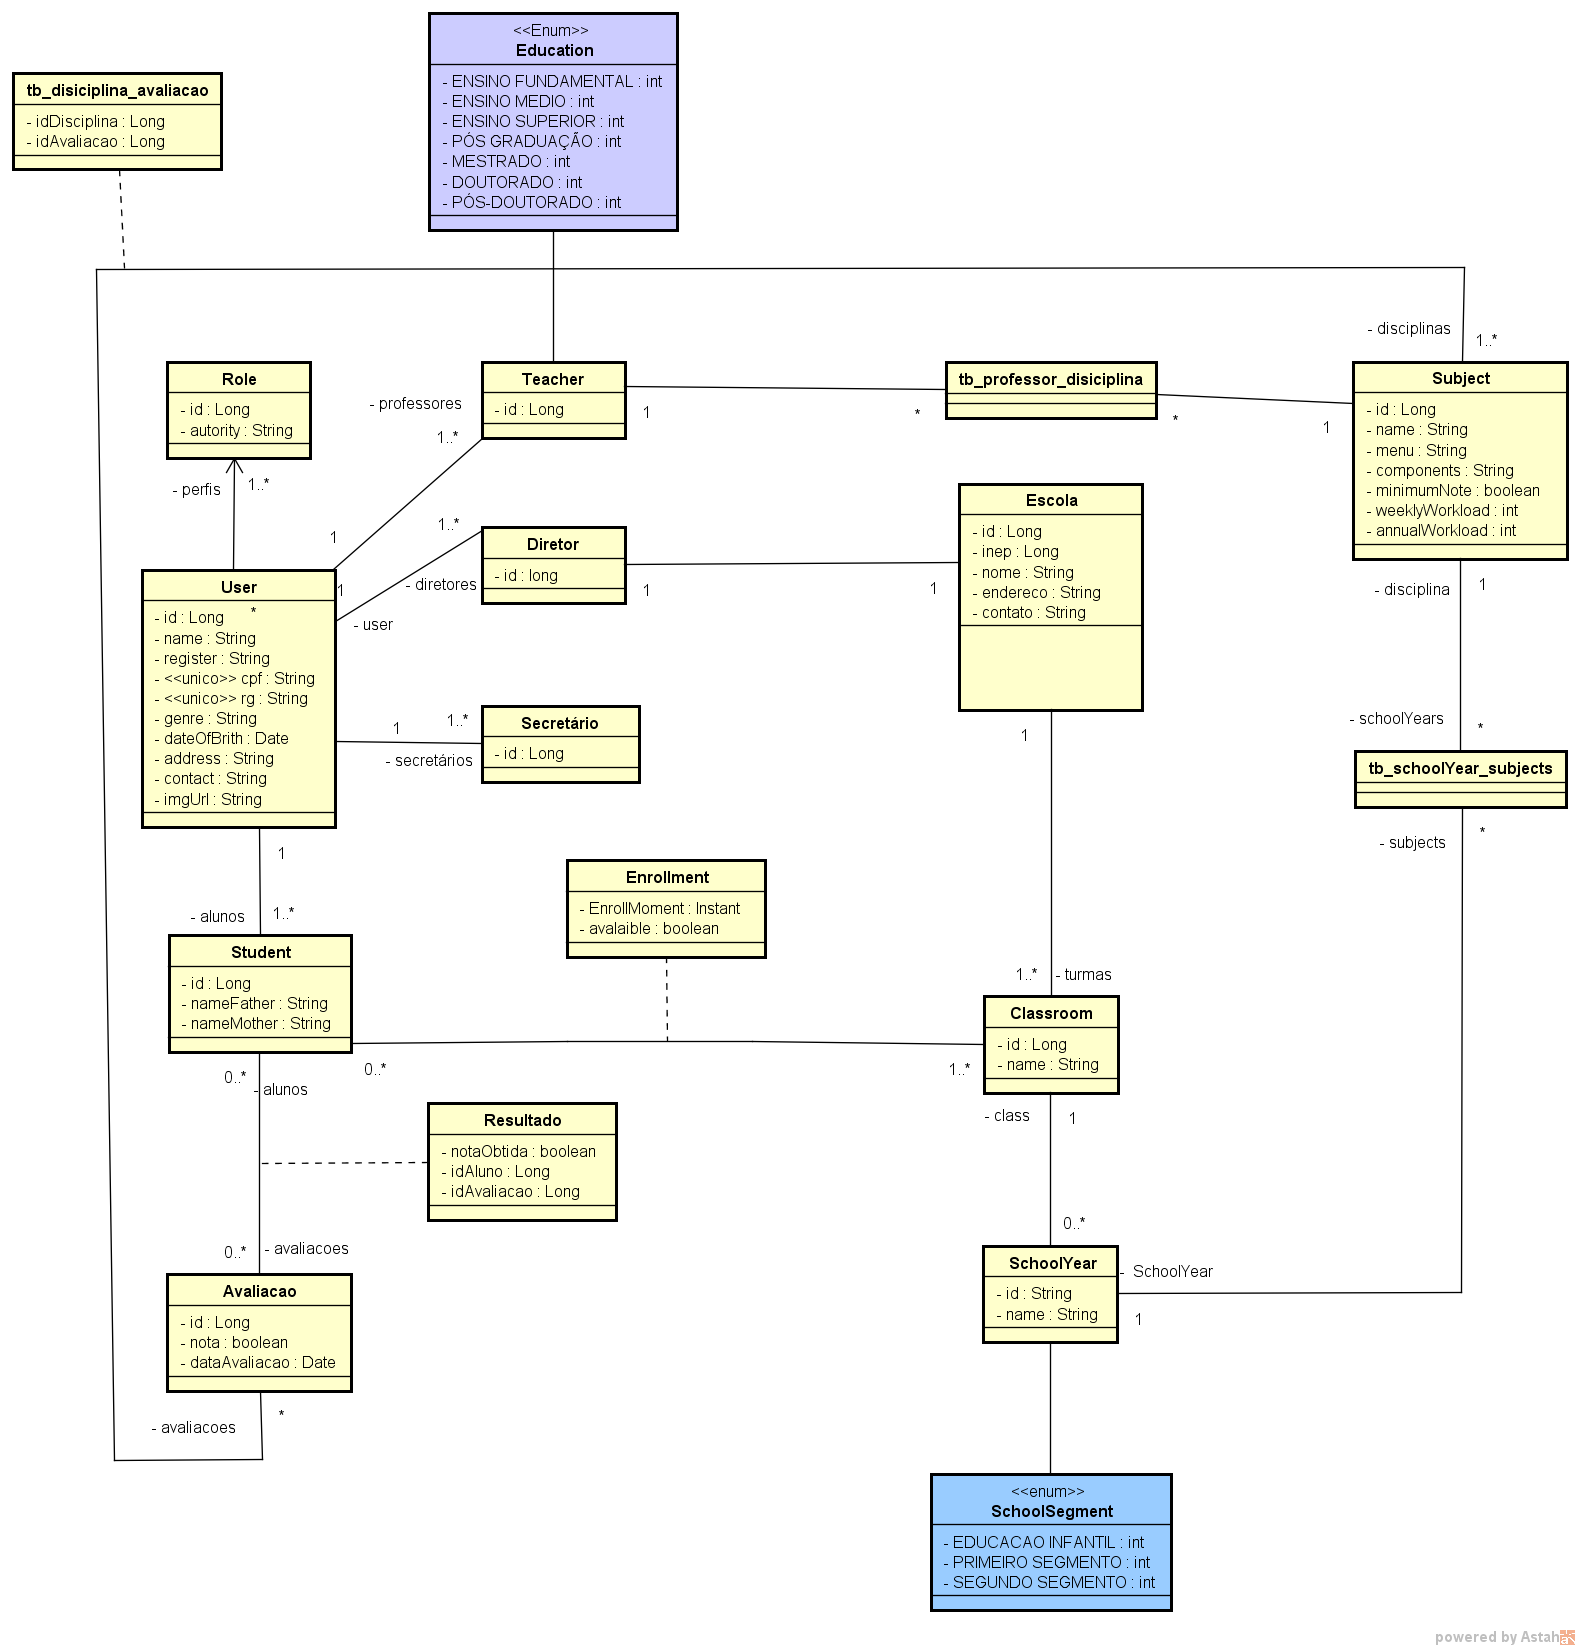 <<Enum>>
Education
- ENSINO FUNDAMENTAL : int
- ENSINO MEDIO : int
- ENSINO SUPERIOR : int
- PÓS GRADUAÇÃO : int
- MESTRADO : int
- DOUTORADO : int
- PÓS-DOUTORADO : int
tb_disiciplina_avaliacao
- idDisciplina : Long
- idAvaliacao : Long
- disciplinas
1..*
Role
- id : Long
- autority : String
- perfis
1..*
Teacher
- id : Long
- professores
1..*
1
1
*
tb_professor_disiciplina
*
1
Subject
- id : Long
- name : String
- menu : String
- components : String
- minimumNote : boolean
- weeklyWorkload : int
- annualWorkload : int
- disciplina
1
Escola
- id : Long
- inep : Long
- nome : String
- endereco : String
- contato : String
1..*
Diretor
- id : long
- diretores
1
1
1
- user
User
*
- id : Long
- name : String
- register : String
- <<unico>> cpf : String
- <<unico>> rg : String
- genre : String
- dateOfBrith : Date
- address : String
- contact : String
- imgUrl : String
1
1..*
- secretários
Secretário
- id : Long
1
- schoolYears
*
tb_schoolYear_subjects
- subjects
*
1
- alunos
1..*
Enrollment
- EnrollMoment : Instant
- avalaible : boolean
Student
- id : Long
- nameFather : String
- nameMother : String
1..*
- turmas
Classroom
- id : Long
- name : String
0..*
1..*
0..*
- alunos
- class
1
Resultado
- notaObtida : boolean
- idAluno : Long
- idAvaliacao : Long
0..*
- avaliacoes
0..*
Avaliacao
- id : Long
- nota : boolean
- dataAvaliacao : Date
SchoolYear
- id : String
- name : String
- SchoolYear
1
- avaliacoes
*
<<enum>>
SchoolSegment
- EDUCACAO INFANTIL : int
- PRIMEIRO SEGMENTO : int
- SEGUNDO SEGMENTO : int
powered by Astah